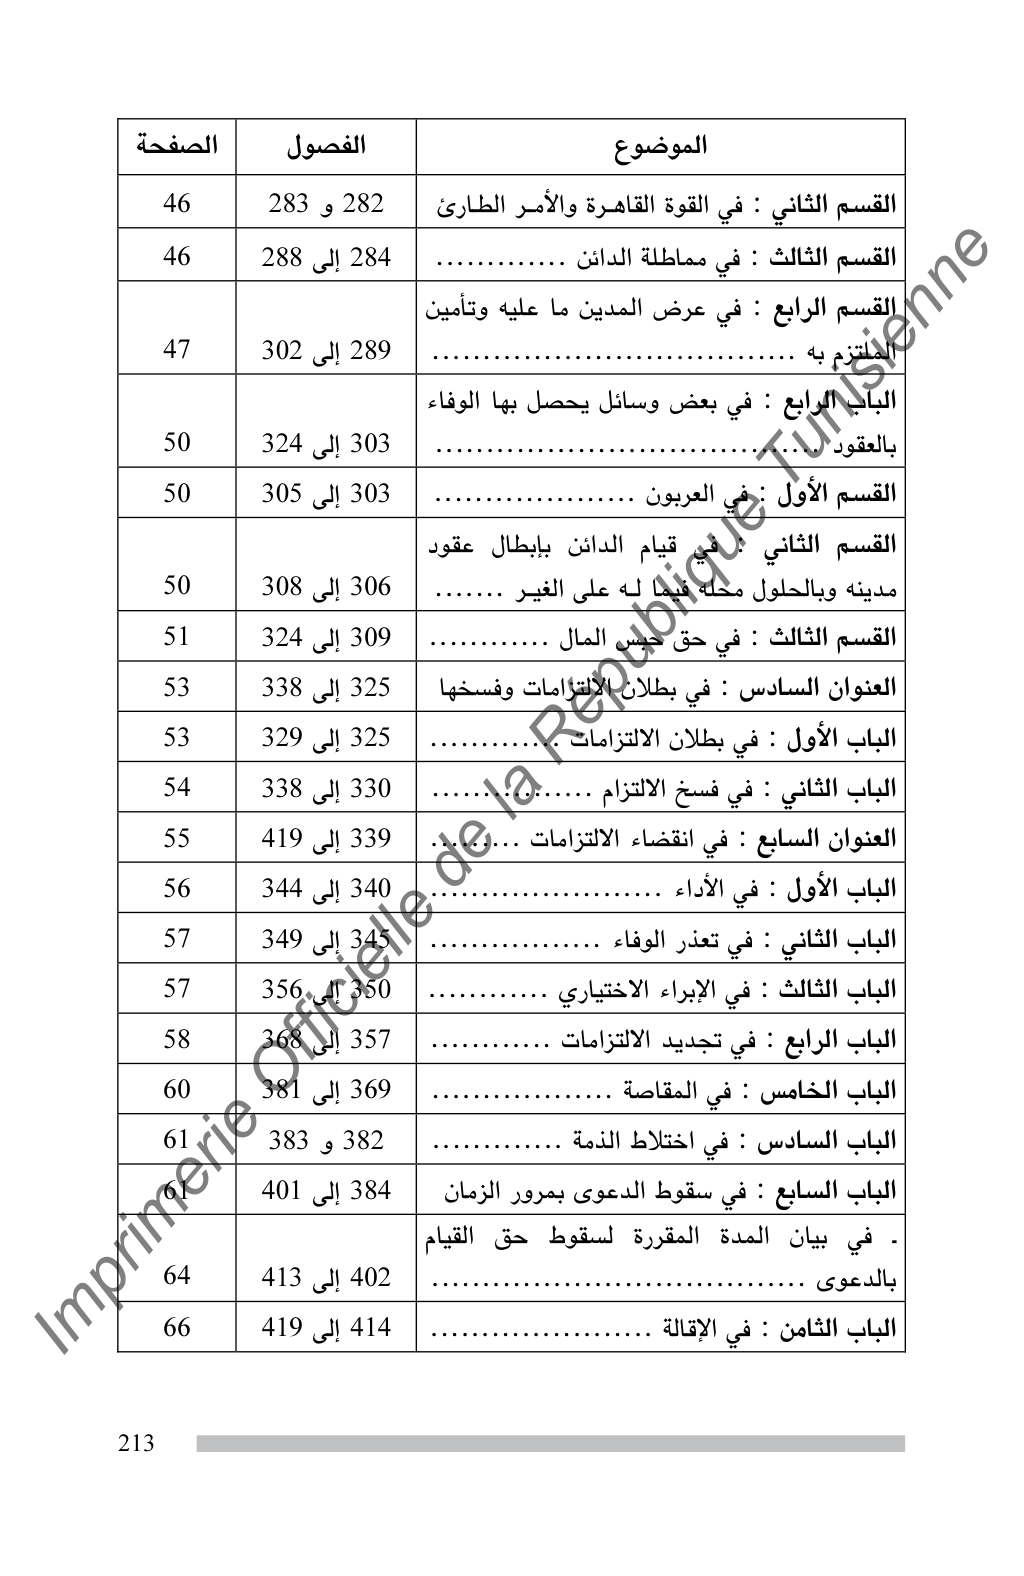 الموضوع الفصول الصفحة
القسم الثاني : في القوة القاهرة والأمر الطارئ 282 و 283 46
القسم الثالث : في مماطلة الدائن ............. 284 إلى 288 46
القسم الرابع : في عرض المدين ما عليه وتأمين
الملتزم به .................................... 289 إلى 302 47
الباب الرابع : في بعض وسائل يحصل بها الوفاء
بالعقود ...................................... 303 إلى 324 50
القسم الأول : في العربون .................... 303 إلى 305 50
القسم الثاني : في قيام الدائن بإبطال عقود
مدينه وبالحلول محله فيما له على الغير ....... 306 إلى 308 50
القسم الثالث : في حق حبس المال ............ 309 إلى 324 51
العنوان السادس : في بطلان الالتزامات وفسخها 325 إلى 338 53
الباب الأول : في بطلان الالتزامات ............. 325 إلى 329 53
الباب الثاني : في فسخ الالتزام ................ 330 إلى 338 54
العنوان السابع : في انقضاء الالتزامات ......... 339 إلى 419 55
الباب الأول : في الأداء ....................... 340 إلى 344 56
الباب الثاني : في تعذر الوفاء ................. 345 إلى 349 57
الباب الثالث : في الإبراء الاختياري ............ 350 إلى 356 57
الباب الرابع : في تجديد الالتزامات ............ 357 إلى 368 58
الباب الخامس : في المقاصة .................. 369 إلى 381 60
الباب السادس : في اختلاط الذمة ............. 382 و 383 61
الباب السابع : في سقوط الدعوى بمرور الزمان 384 إلى 401 61
ـ في بيان المدة المقررة لسقوط حق القيام
بالدعوى ..................................... 402 إلى 413 64
الباب الثامن : في الإقالة ...................... 414 إلى 419 66
213
Imprimerie Officielle de la République Tunisienne